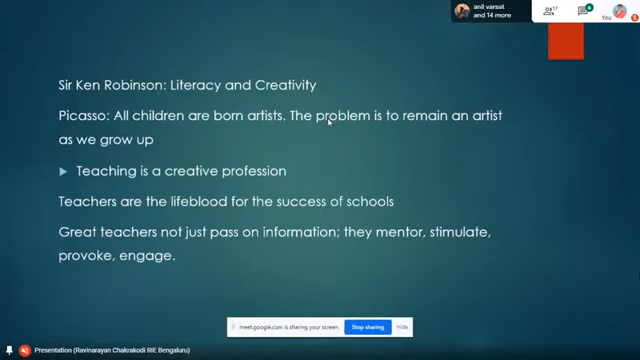 anil varsat
and 14 more
17
6
You
Sir Ken Robinson: Literacy and Creativity
Picasso: All children are born artists. The problem is to remain an artist
as we grow up
Teaching is a creative profession
Teachers are the lifeblood for the success of schools
Great teachers not just pass on information; they mentor, stimulate,
provoke, engage.
meet.google.com is sharing your screen.
Stop sharing
Hide
Presentation (Ravinarayan Chakrakodi RIE Bengaluru)